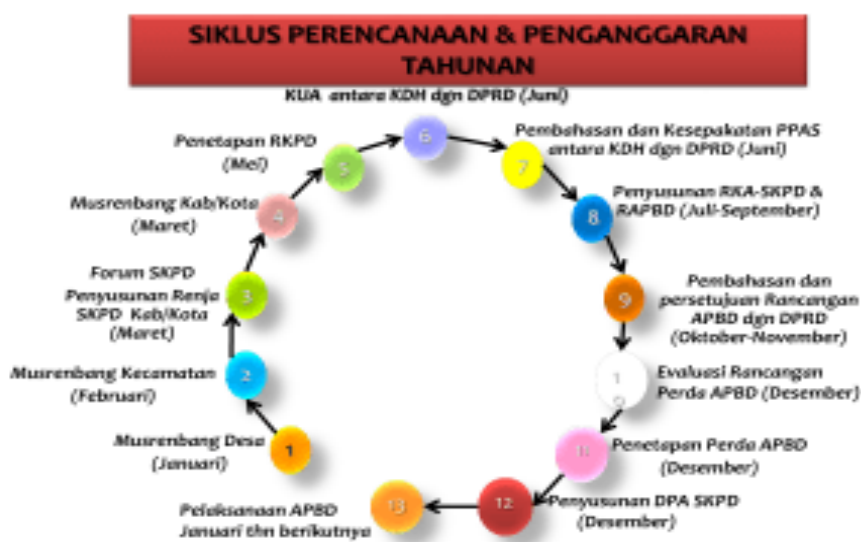 SIKLUS PERENCANAAN & PENGANGGARAN
TAHUNAN
KUA antara KDH dgn DPRD (Juni)
6
Penetapan RKPD
(Mei)
5
Pembahasan dan Kesepakatan PPAS
antara KDH dgn DPRD (Juni)
7
Musrenbang Kab/Kota
(Maret)
4
Penyusunan RKA-SKPD &
RAPBD (Juli-September)
8
Forum SKPD
Penyusunan Renja
SKPD Kab/Kota
(Maret)
3
Pembahasan dan
persetujuan Rancangan
APBD dgn DPRD
(Oktober-November)
9
Musrenbang Kecamatan
(Februari)
2
Evaluasi Rancangan
Perda APBD (Desember)
1
0
Musrenbang Desa
(Januari)
1
Penetapan Perda APBD
(Desember)
Penyusunan DPA SKPD
(Desember)
12
Pelaksanaan APBD
Januari thn berikutnya
13